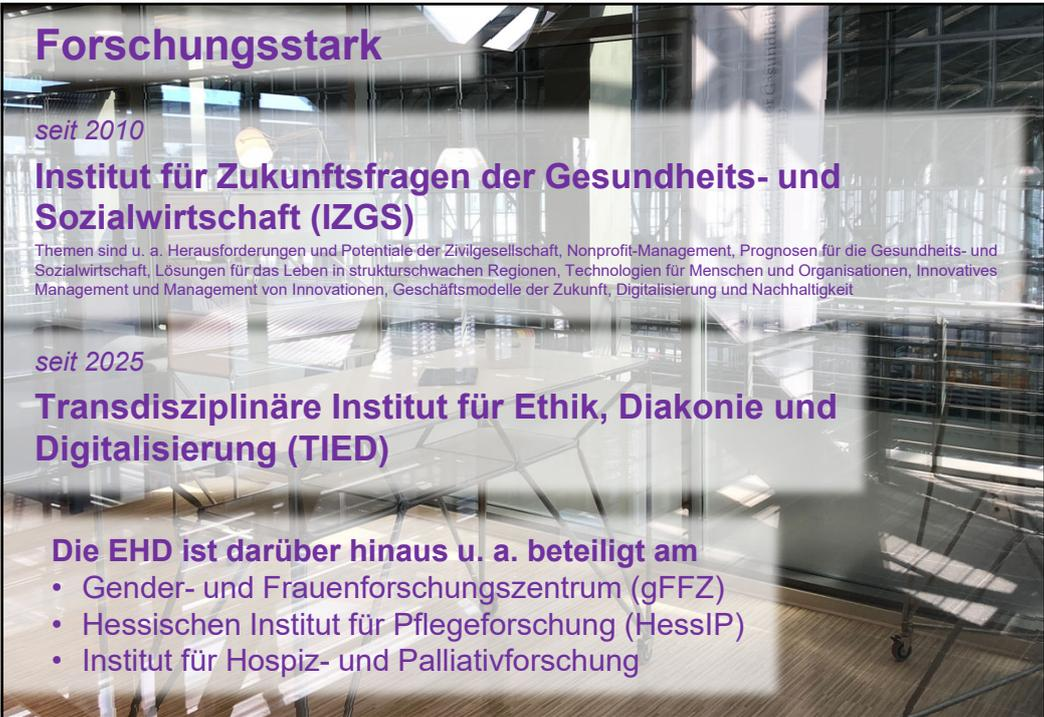 Forschungsstark
seit 2010
Institut für Zukunftsfragen der Gesundheits- und
Sozialwirtschaft (IZGS)
Themen sind u. a. Herausforderungen und Potentiale der Zivilgesellschaft, Nonprofit-Management, Prognosen für die Gesundheits- und
Sozialwirtschaft, Lösungen für das Leben in strukturschwachen Regionen, Technologien für Menschen und Organisationen, Innovatives
Management und Management von Innovationen, Geschäftsmodelle der Zukunft, Digitalisierung und Nachhaltigkeit
seit 2025
Transdisziplinäre Institut für Ethik, Diakonie und
Digitalisierung (TIED)
Die EHD ist darüber hinaus u. a. beteiligt am
• Gender- und Frauenforschungszentrum (gFFZ)
• Hessischen Institut für Pflegeforschung (HessIP)
• Institut für Hospiz- und Palliativforschung